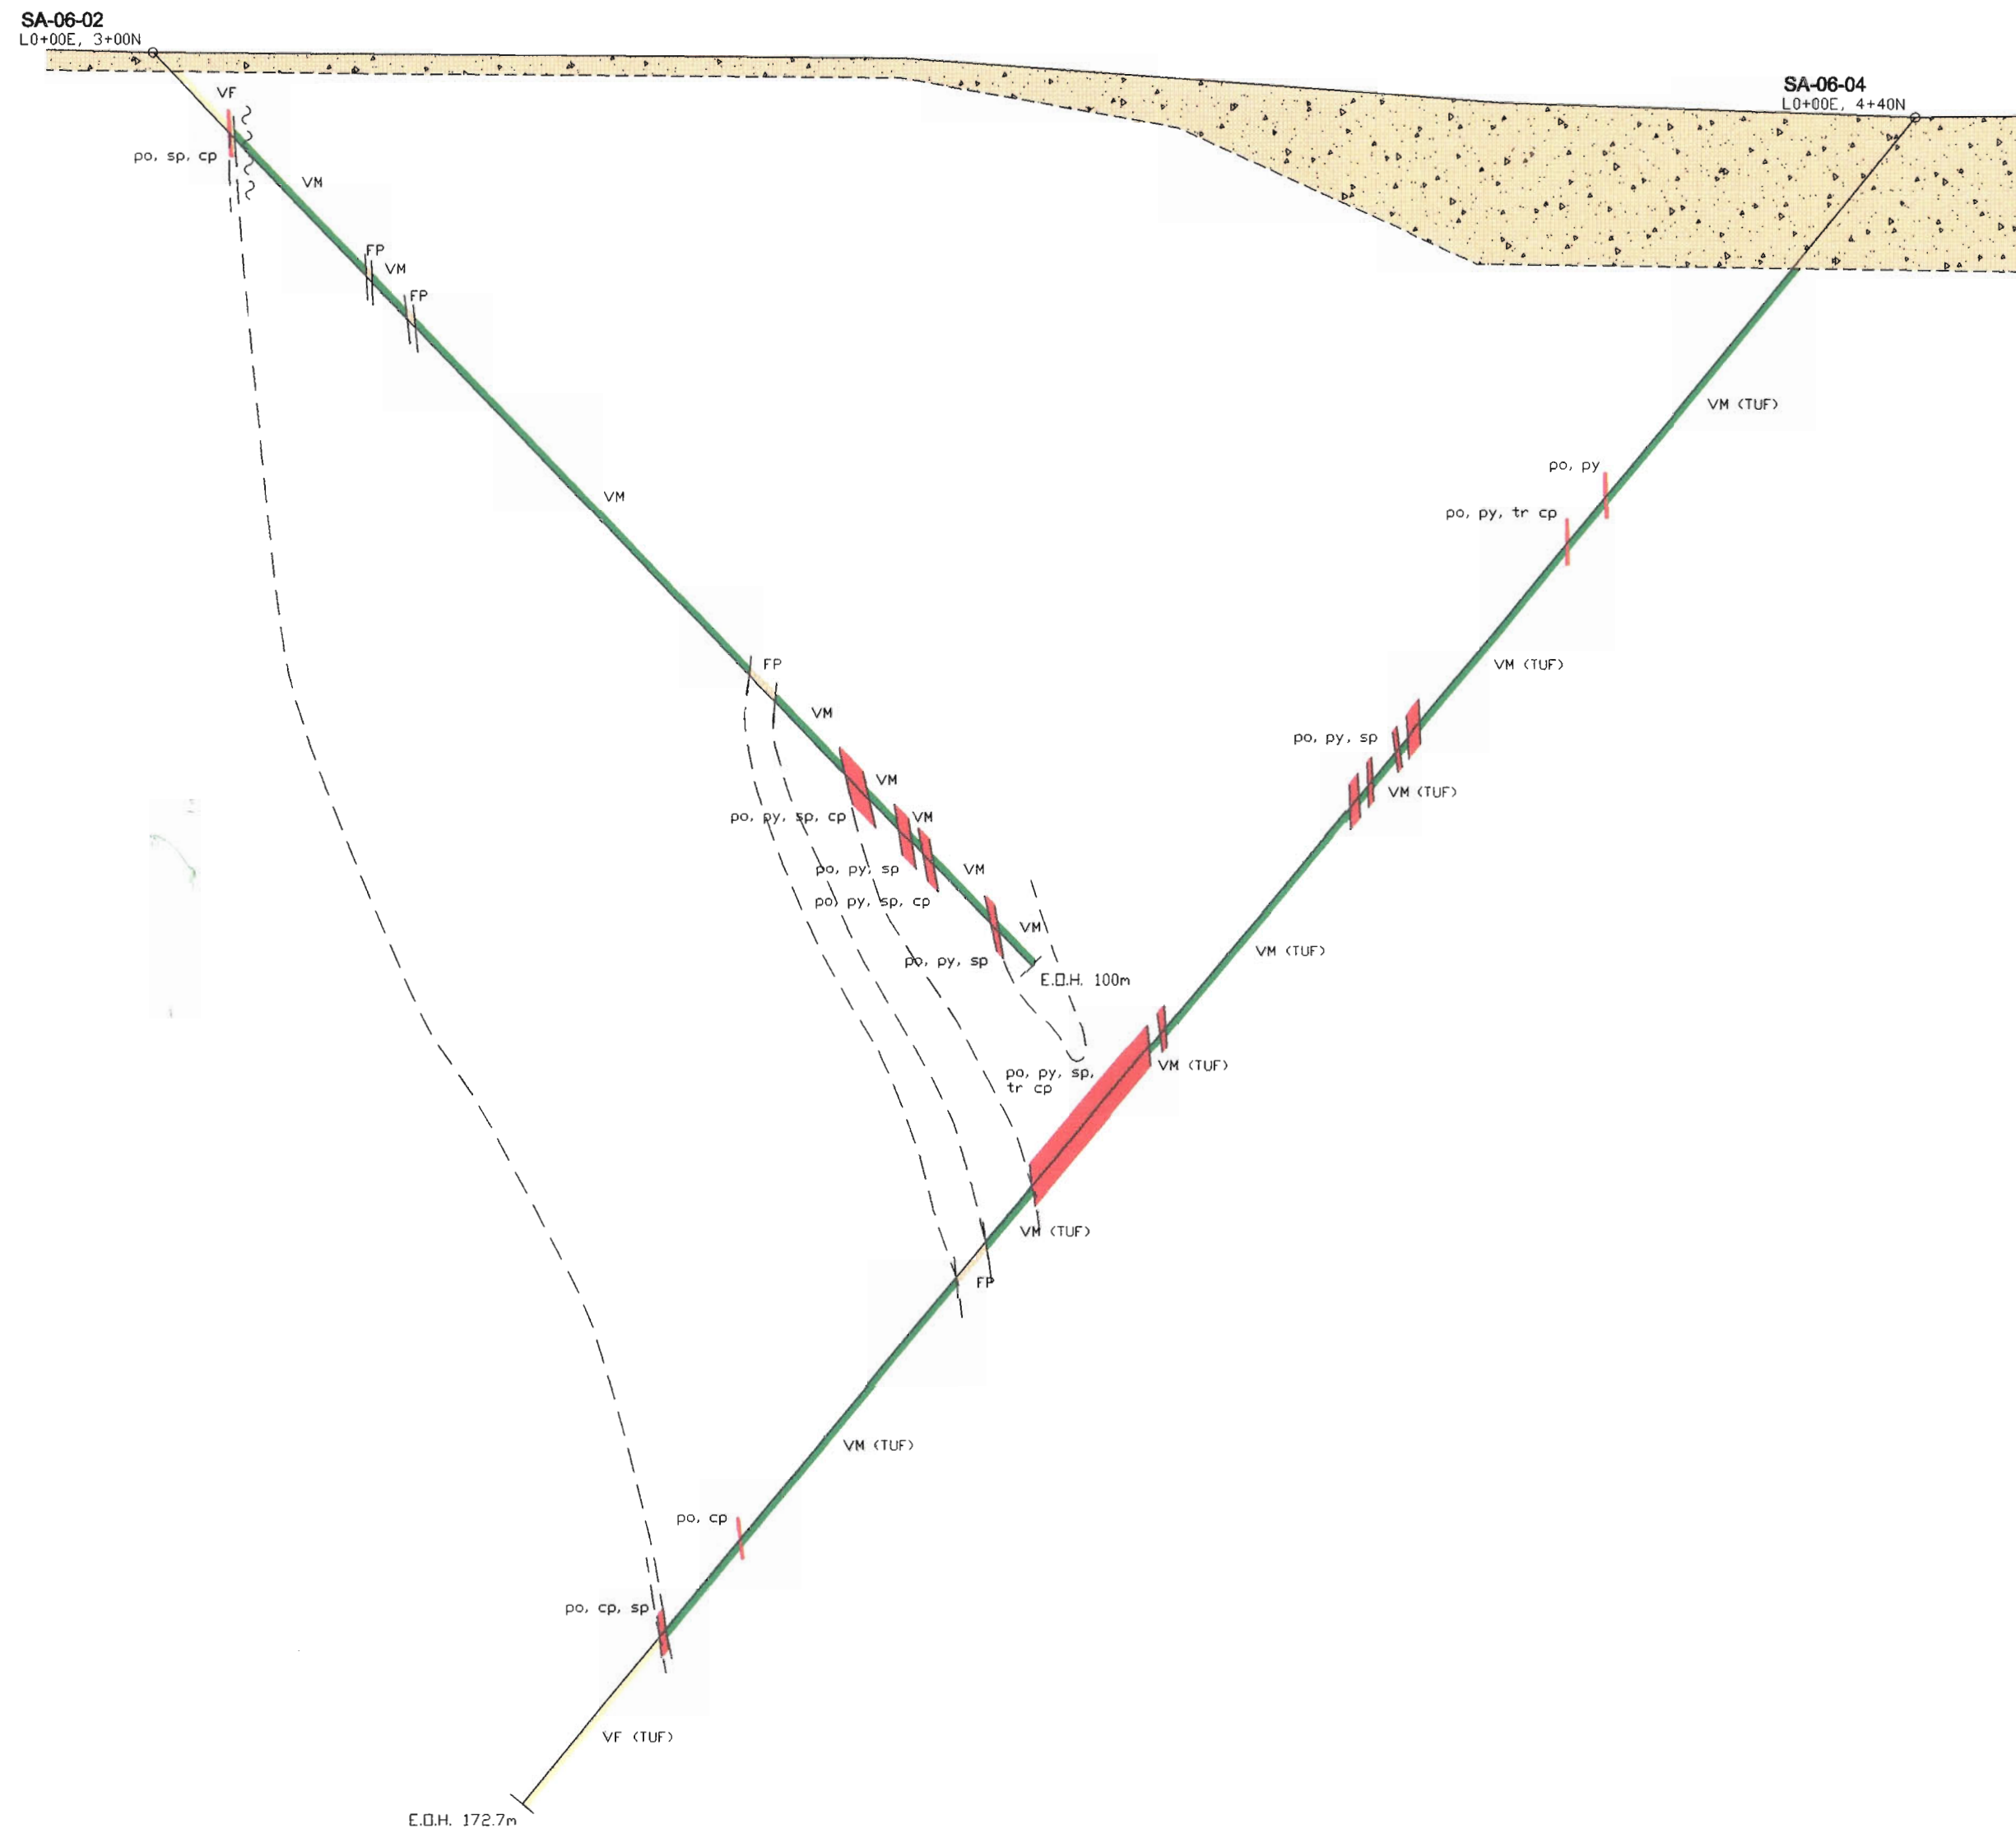 SA-06-02
L0+00E, 3+00N
SA-06-04
L0+00E, 4+40N
VF
po, sp, cp
VM
FP
VM
FP
VM (TUF)
po, py
VM
po, py, tr cp
FP
VM (TUF)
VM
po, py, sp
VM
VM (TUF)
po, py, sp, cp
VM
po, py, sp
VM
po, py, sp, cp
VM
VM (TUF)
po, py, sp
E.O.H. 100m
VM (TUF)
po, py, sp,
tr cp
VM (TUF)
FP
VM (TUF)
po, cp
po, cp, sp
VF (TUF)
E.O.H. 172.7m